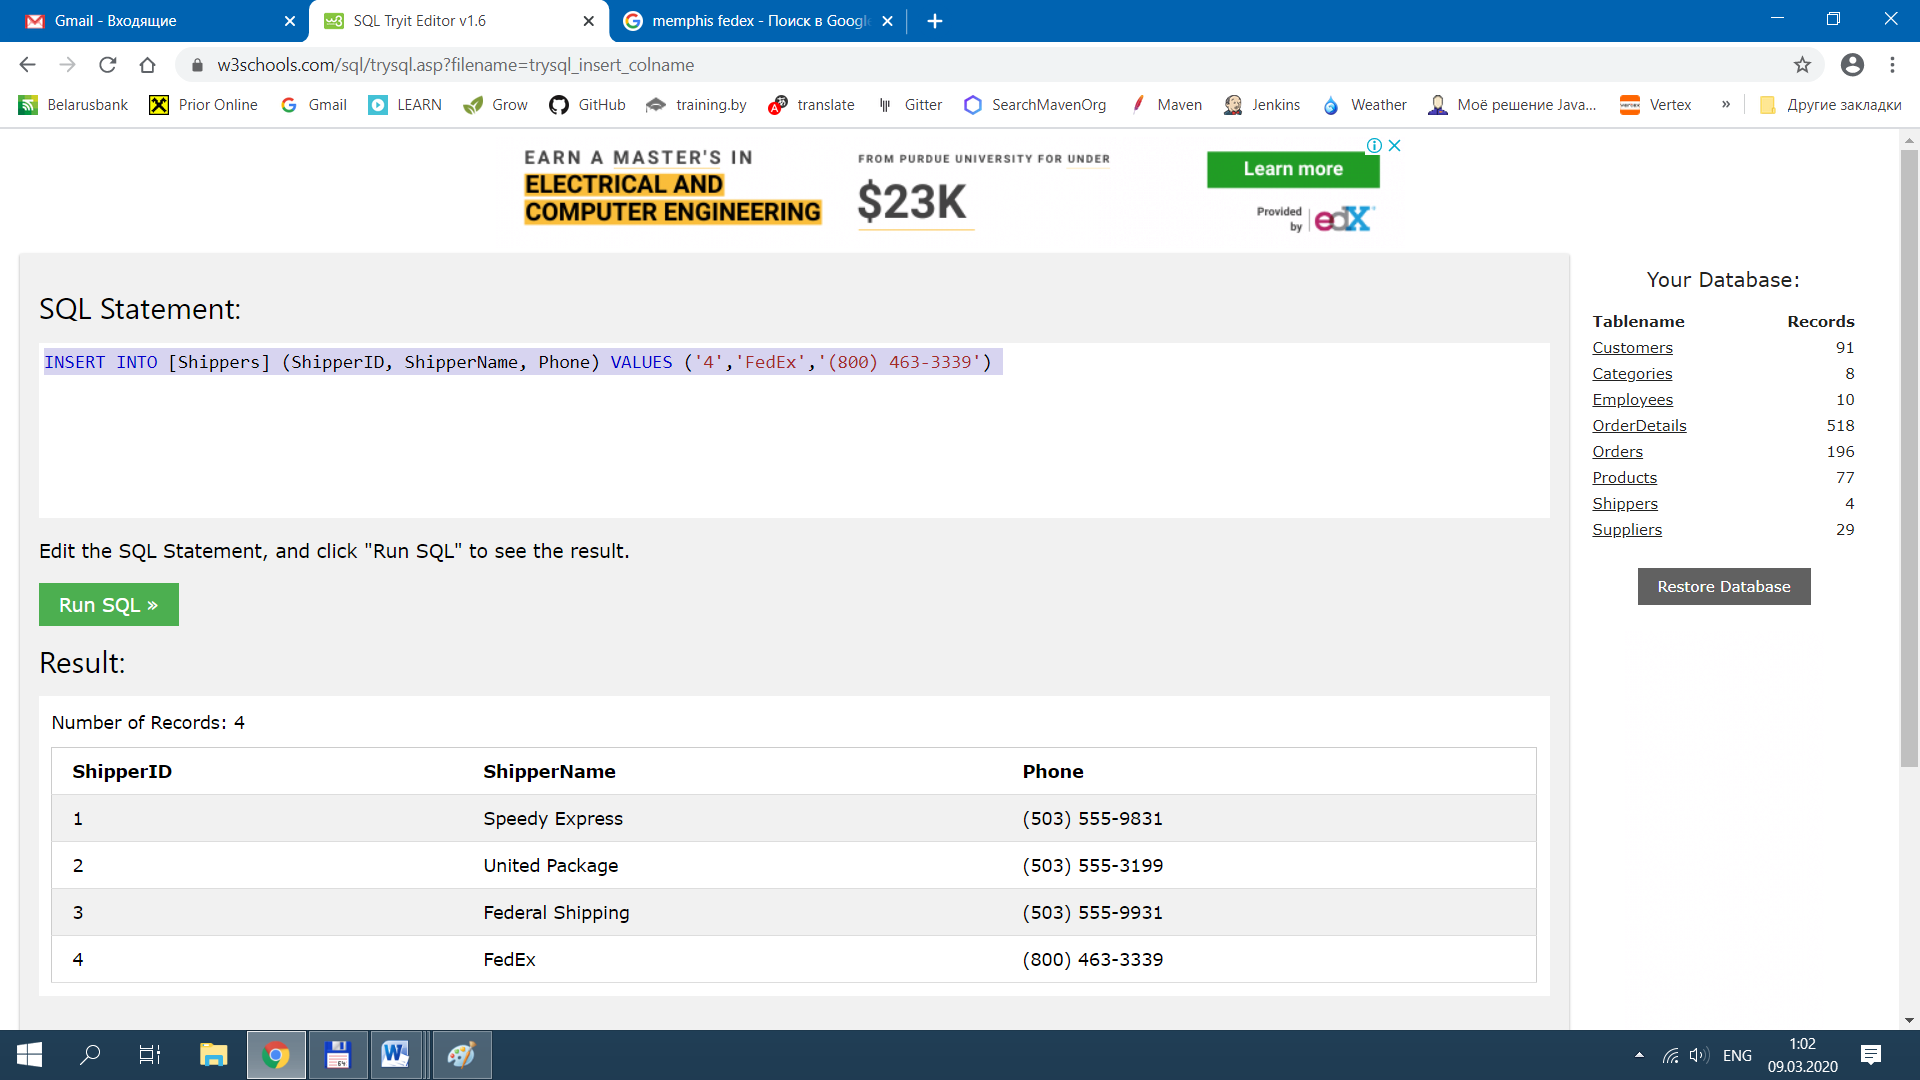 Gmail - Входящие
SQL Tryit Editor v1.6
memphis fedex - Поиск в Google
w3schools.com/sql/trysql.asp?filename=trysql_insert_colname
Belarusbank Prior Online Gmail LEARN Grow GitHub training.by translate Gitter SearchMavenOrg Maven Jenkins Weather Моё решение Java... Vertex » Другие закладки
EARN A MASTER'S IN
ELECTRICAL AND
COMPUTER ENGINEERING
FROM PURDUE UNIVERSITY FOR UNDER
$23K
Learn more
Provided
by edX
SQL Statement:
INSERT INTO [Shippers] (ShipperID, ShipperName, Phone) VALUES ('4','FedEx','(800) 463-3339')
Edit the SQL Statement, and click "Run SQL" to see the result.
Run SQL »
Result:
Number of Records: 4
ShipperID ShipperName Phone
1 Speedy Express (503) 555-9831
2 United Package (503) 555-3199
3 Federal Shipping (503) 555-9931
4 FedEx (800) 463-3339
Your Database:
Tablename Records
Customers 91
Categories 8
Employees 10
OrderDetails 518
Orders 196
Products 77
Shippers 4
Suppliers 29
Restore Database
64
ENG
1:02
09.03.2020